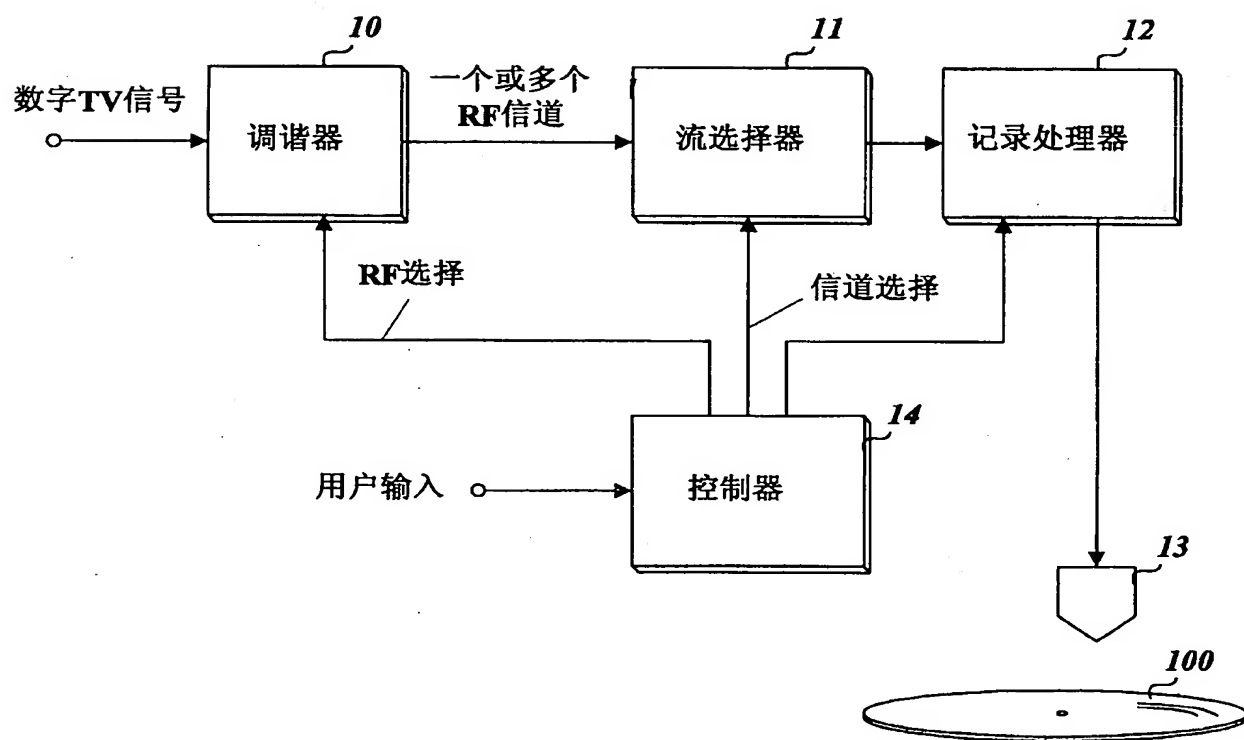 10
11
12
数字TV信号
调谐器
一个或多个
RF信道
流选择器
记录处理器
RF选择
信道选择
14
用户输入
控制器
13
100